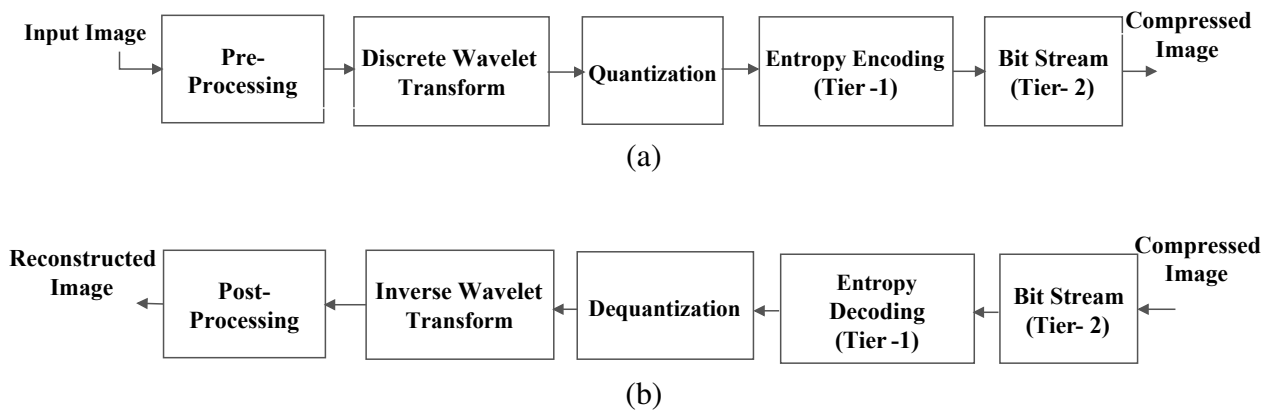 Input Image
Pre-
Processing
Discrete Wavelet
Transform
Quantization
Entropy Encoding
(Tier -1)
Bit Stream
(Tier- 2)
Compressed
Image
(a)
Reconstructed
Image
Post-
Processing
Inverse Wavelet
Transform
Dequantization
Entropy
Decoding
(Tier -1)
Bit Stream
(Tier- 2)
Compressed
Image
(b)